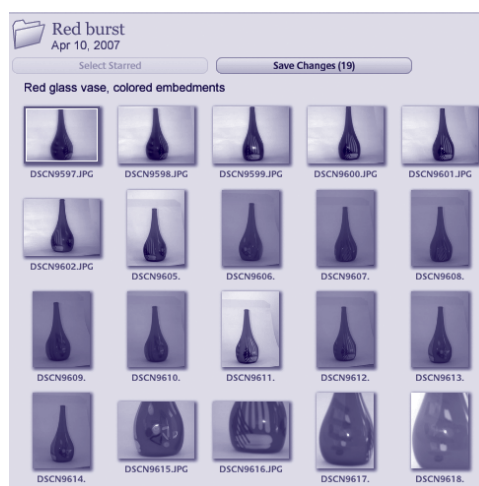 Red burst
Apr 10, 2007
Select Starred
Save Changes (19)
Red glass vase, colored embedments
DSCN9597.JPG
DSCN9598.JPG
DSCN9599.JPG
DSCN9600.JPG
DSCN9601.JPG
DSCN9602.JPG
DSCN9605.
DSCN9606.
DSCN9607.
DSCN9608.
DSCN9609.
DSCN9610.
DSCN9611.
DSCN9612.
DSCN9613.
DSCN9614.
DSCN9615.JPG
DSCN9616.JPG
DSCN9617.
DSCN9618.